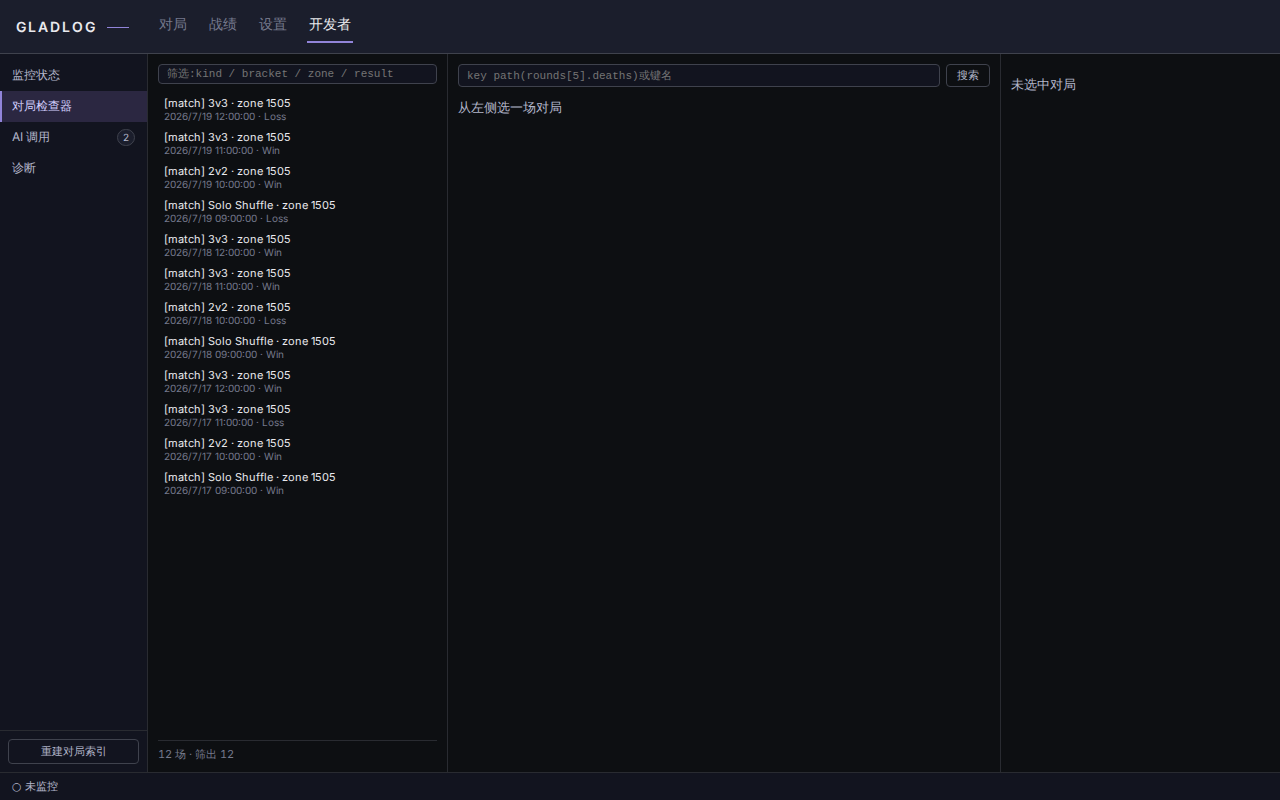 GLADLOG
对局
战绩
设置
开发者
监控状态
对局检查器
AI 调用
2
诊断
重建对局索引
筛选:kind / bracket / zone / result
[match] 3v3 · zone 1505
2026/7/19 12:00:00 · Loss
[match] 3v3 · zone 1505
2026/7/19 11:00:00 · Win
[match] 2v2 · zone 1505
2026/7/19 10:00:00 · Win
[match] Solo Shuffle · zone 1505
2026/7/19 09:00:00 · Loss
[match] 3v3 · zone 1505
2026/7/18 12:00:00 · Win
[match] 3v3 · zone 1505
2026/7/18 11:00:00 · Win
[match] 2v2 · zone 1505
2026/7/18 10:00:00 · Loss
[match] Solo Shuffle · zone 1505
2026/7/18 09:00:00 · Win
[match] 3v3 · zone 1505
2026/7/17 12:00:00 · Win
[match] 3v3 · zone 1505
2026/7/17 11:00:00 · Loss
[match] 2v2 · zone 1505
2026/7/17 10:00:00 · Win
[match] Solo Shuffle · zone 1505
2026/7/17 09:00:00 · Win
12 场 · 筛出 12
key path(rounds[5].deaths)或键名
搜索
从左侧选一场对局
未选中对局
未监控